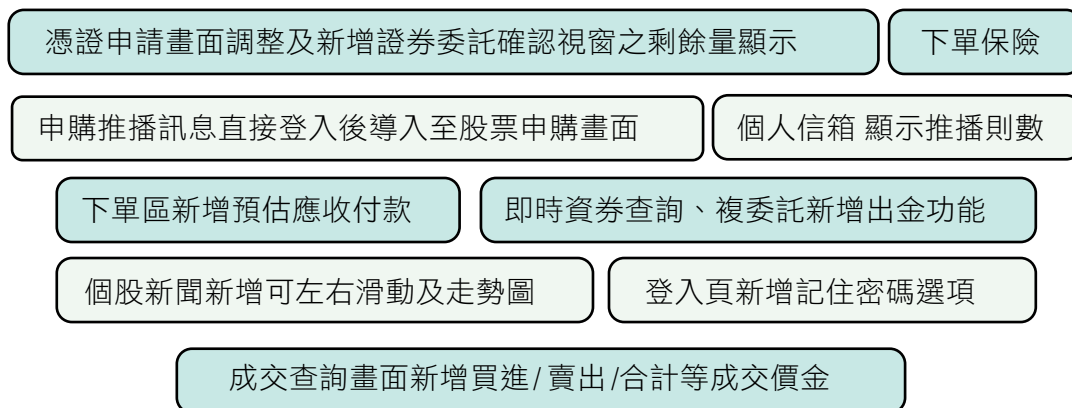 憑證申請畫面調整及新增證券委託確認視窗之剩餘量顯示
下單保險
申購推播訊息直接登入後導入至股票申購畫面
個人信箱 顯示推播則數
下單區新增預估應收付款
即時資券查詢、複委託新增出金功能
個股新聞新增可左右滑動及走勢圖
登入頁新增記住密碼選項
成交查詢畫面新增買進/賣出/合計等成交價金